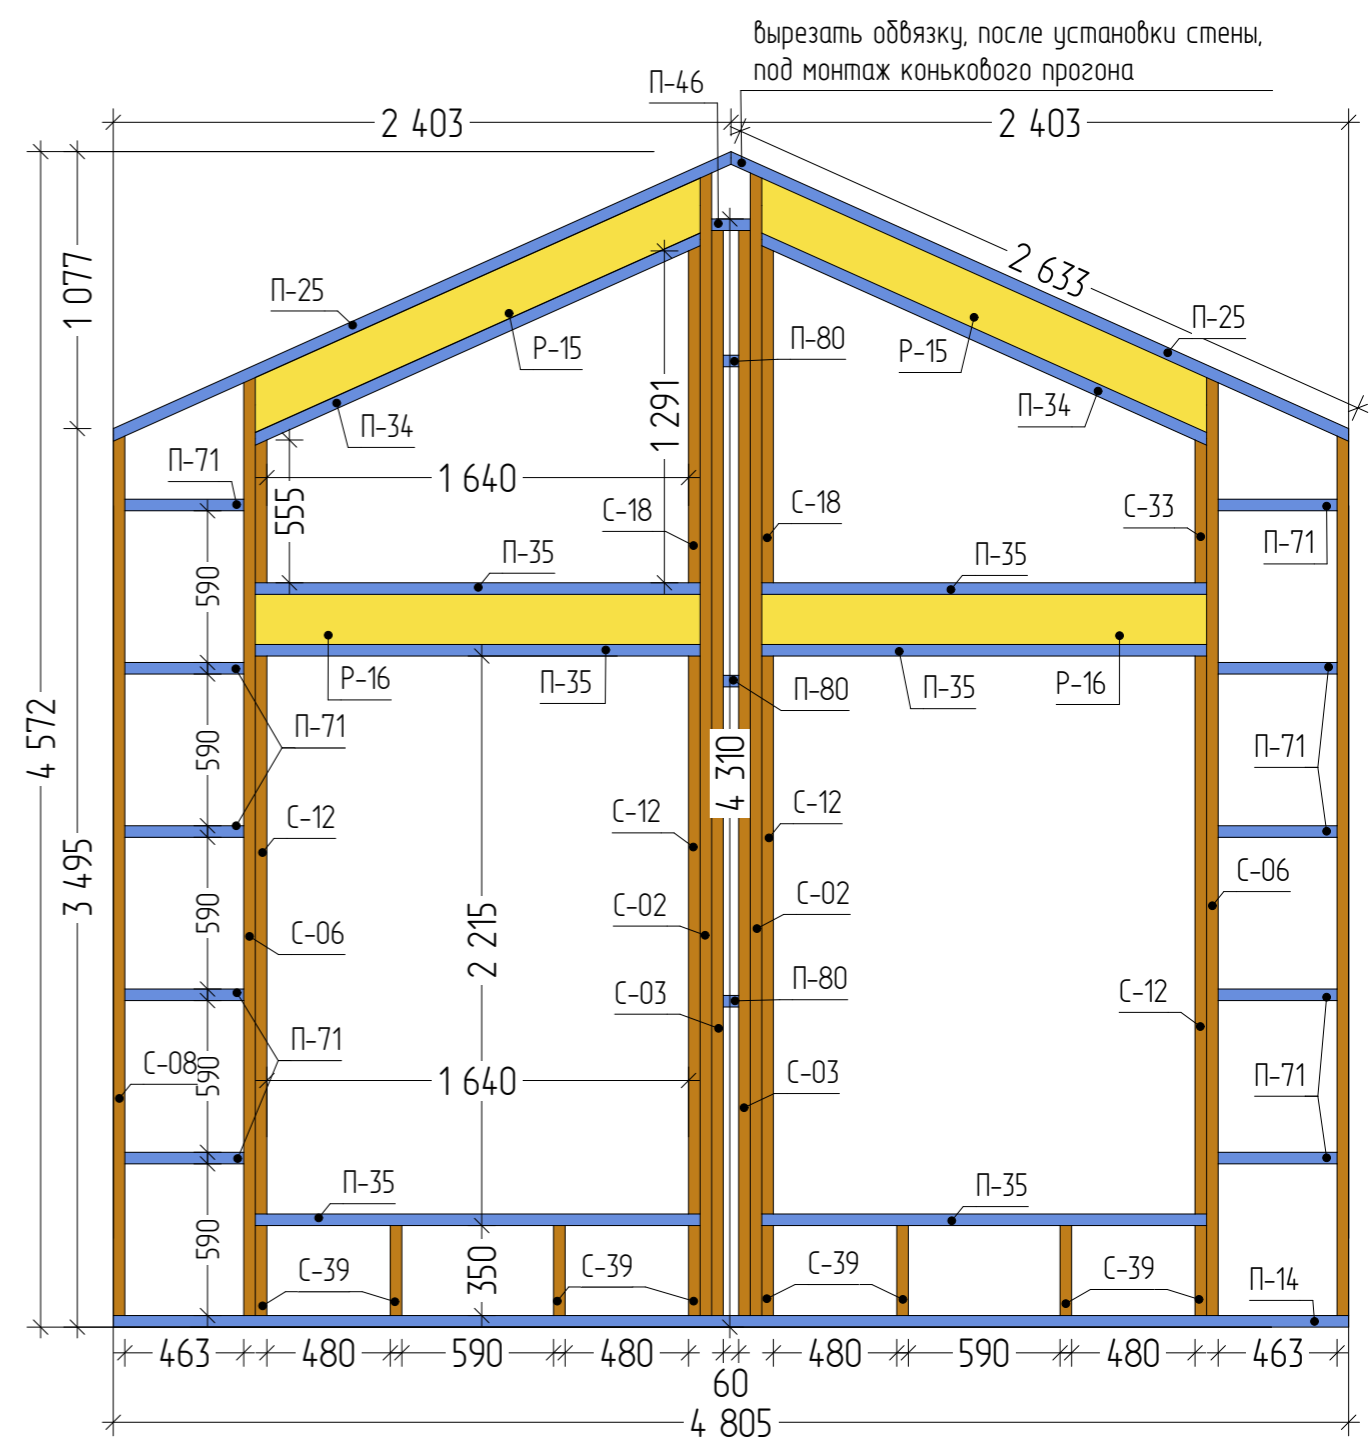 вырезать обвязку, после установки стены,
под монтаж конькового прогона
П-46
2 403
2 403
2 633
1 077
П-25
П-25
Р-15
П-80
Р-15
1 291
П-34
П-34
П-71
1 640
555
С-18
С-18
С-33
П-71
П-35
П-35
590
Р-16
П-35
П-80
П-35
Р-16
4 572
П-71
590
4 310
П-71
С-12
С-12
С-12
3 495
590
С-06
С-06
С-02
С-02
2 215
П-80
С-03
С-12
С-08
590
П-71
1 640
С-03
П-71
П-35
П-35
590
350
С-39
С-39
С-39
С-39
П-14
463
480
590
480
60
480
590
480
463
4 805